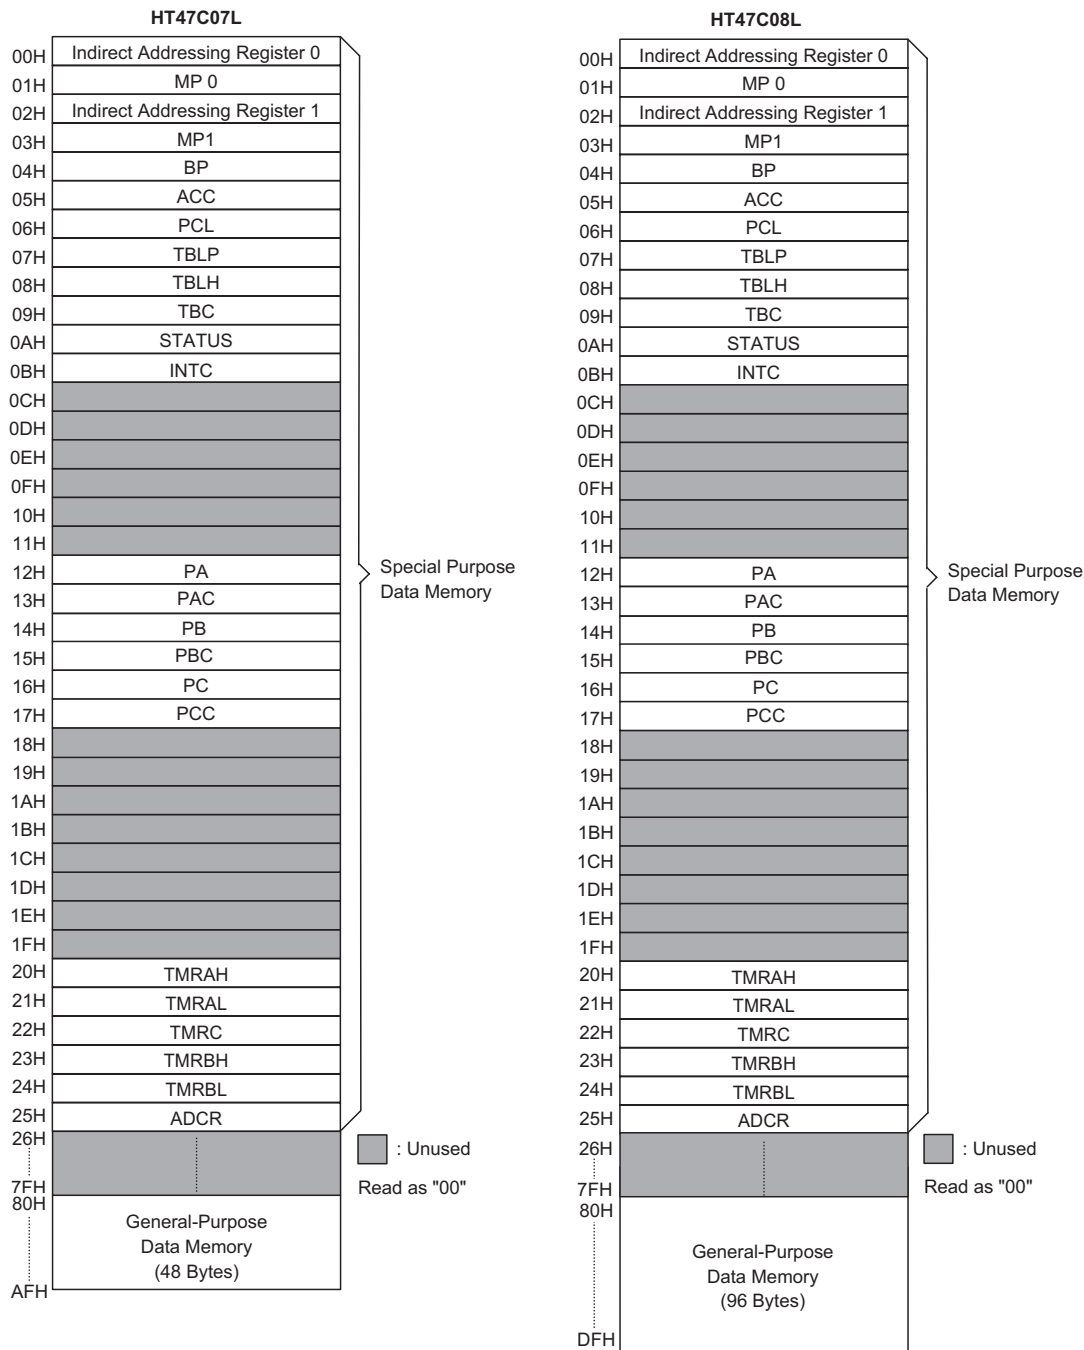 HT47C07L
00H Indirect Addressing Register 0
01H MP 0
02H Indirect Addressing Register 1
03H MP1
04H BP
05H ACC
06H PCL
07H TBLP
08H TBLH
09H TBC
0AH STATUS
0BH INTC
0CH
0DH
0EH
0FH
10H
11H
12H PA
13H PAC
14H PB
15H PBC
16H PC
17H PCC
18H
19H
1AH
1BH
1CH
1DH
1EH
1FH
20H TMRAH
21H TMRAL
22H TMRC
23H TMRBH
24H TMRBL
25H ADCR
26H
7FH
80H
General-Purpose
Data Memory
(48 Bytes)
AFH
Special Purpose
Data Memory
: Unused
Read as "00"
HT47C08L
00H Indirect Addressing Register 0
01H MP 0
02H Indirect Addressing Register 1
03H MP1
04H BP
05H ACC
06H PCL
07H TBLP
08H TBLH
09H TBC
0AH STATUS
0BH INTC
0CH
0DH
0EH
0FH
10H
11H
12H PA
13H PAC
14H PB
15H PBC
16H PC
17H PCC
18H
19H
1AH
1BH
1CH
1DH
1EH
1FH
20H TMRAH
21H TMRAL
22H TMRC
23H TMRBH
24H TMRBL
25H ADCR
26H
7FH
80H
General-Purpose
Data Memory
(96 Bytes)
DFH
Special Purpose
Data Memory
: Unused
Read as "00"